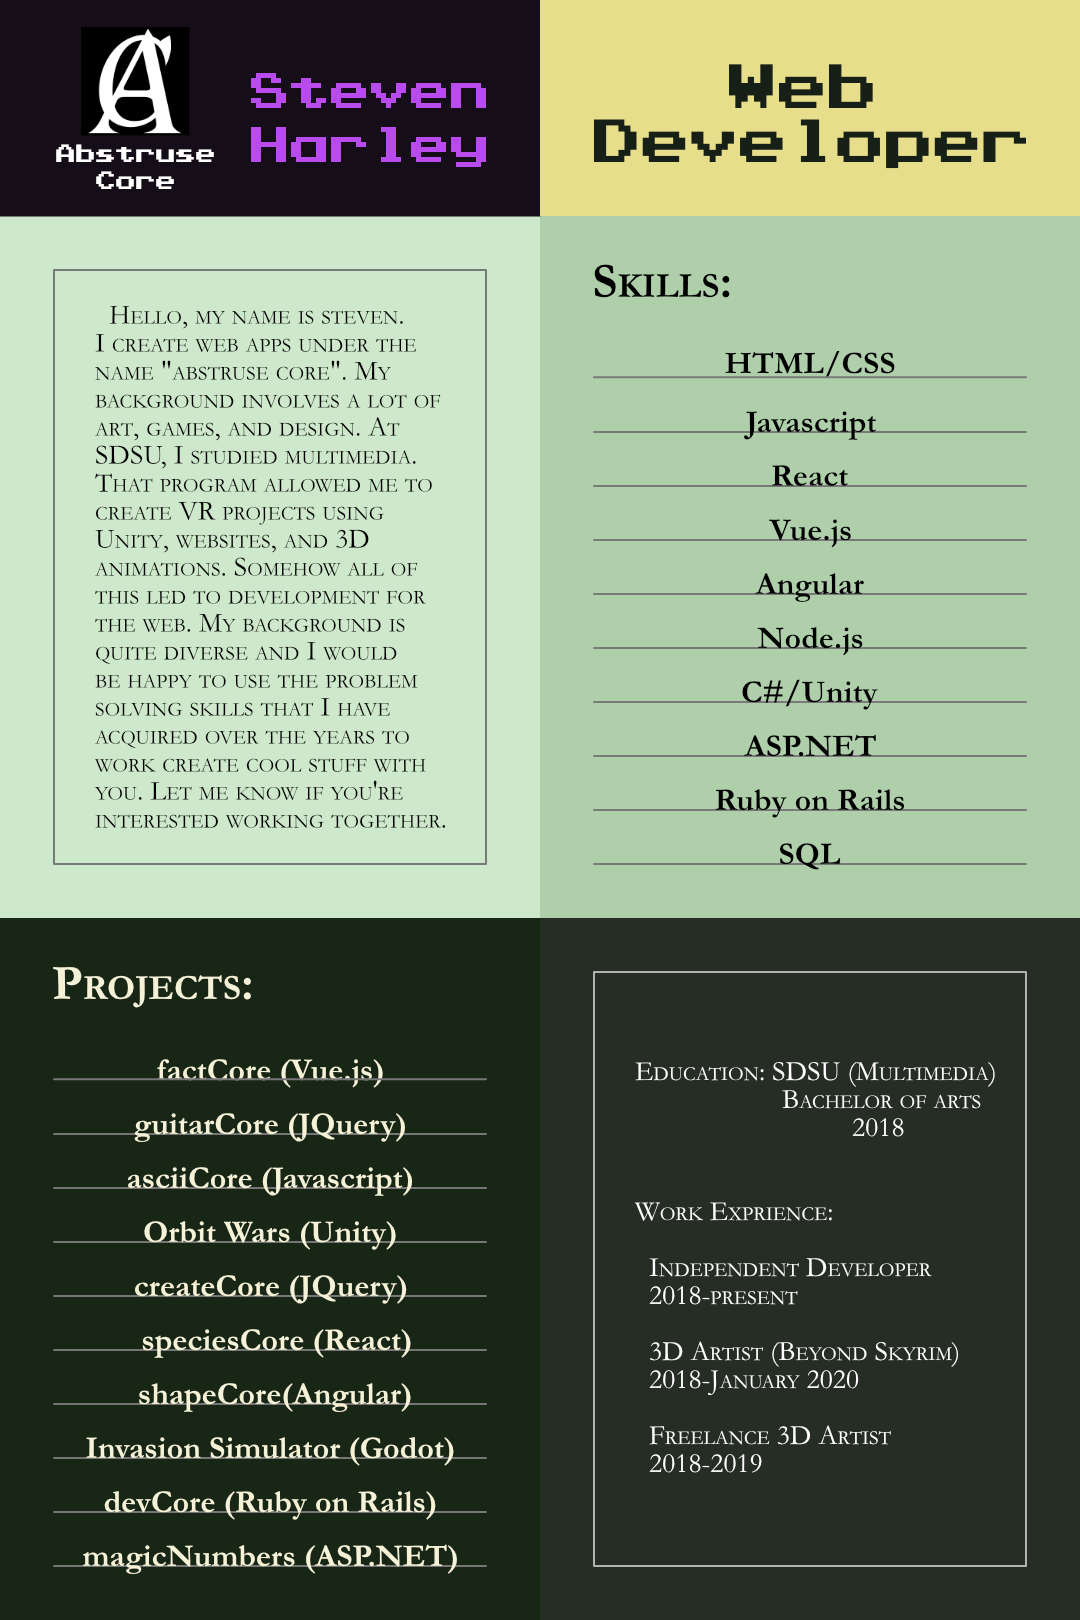 Abstruse
Core
Steven
Harley
Web
Developer
Hello, my name is steven.
I create web apps under the
name "abstruse core". My
background involves a lot of
art, games, and design. At
SDSU, I studied multimedia.
That program allowed me to
create VR projects using
Unity, websites, and 3D
animations. Somehow all of
this led to development for
the web. My background is
quite diverse and I would
be happy to use the problem
solving skills that I have
acquired over the years to
work create cool stuff with
you. Let me know if you're
interested working together.
Skills:
HTML/CSS
Javascript
React
Vue.js
Angular
Node.js
C#/Unity
ASP.NET
Ruby on Rails
SQL
Projects:
factCore (Vue.js)
guitarCore (JQuery)
asciiCore (Javascript)
Orbit Wars (Unity)
createCore (JQuery)
speciesCore (React)
shapeCore(Angular)
Invasion Simulator (Godot)
devCore (Ruby on Rails)
magicNumbers (ASP.NET)
Education: SDSU (Multimedia)
Bachelor of arts
2018
Work Exprience:
Independent Developer
2018-present
3D Artist (Beyond Skyrim)
2018-January 2020
Freelance 3D Artist
2018-2019